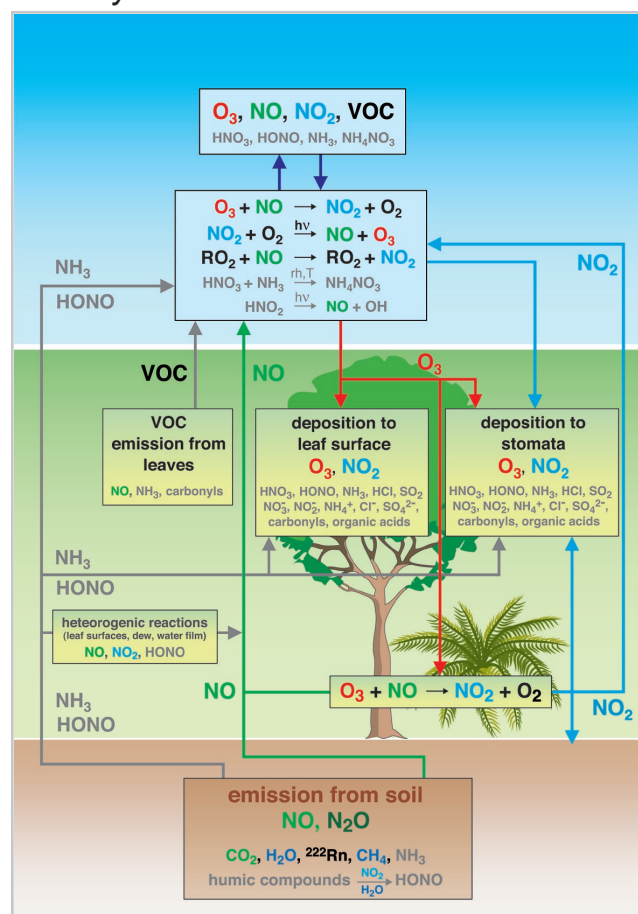 O₃, NO, NO₂, VOC
HNO₃, HONO, NH₃, NH₄NO₃
O₃ + NO → NO₂ + O₂
NO₂ + O₂ hν→ NO + O₃
RO₂ + NO → RO₂ + NO₂
HNO₃ + NH₃ rh,T→ NH₄NO₃
HNO₂ hν→ NO + OH
NH₃
HONO
NO₂
VOC
NO
O₃
VOC
emission from
leaves
NO, NH₃, carbonyls
deposition to
leaf surface
O₃, NO₂
HNO₃, HONO, NH₃, HCl, SO₂
NO₃⁻, NO₂⁻, NH₄⁺, Cl⁻, SO₄²⁻,
carbonyls, organic acids
deposition to
stomata
O₃, NO₂
HNO₃, HONO, NH₃, HCl, SO₂
NO₃⁻, NO₂⁻, NH₄⁺, Cl⁻, SO₄²⁻,
carbonyls, organic acids
NH₃
HONO
heteorogenic reactions
(leaf surfaces, dew, water film)
NO, NO₂, HONO
NO
O₃ + NO → NO₂ + O₂
NO₂
NH₃
HONO
emission from soil
NO, N₂O
CO₂, H₂O, ²²²Rn, CH₄, NH₃
humic compounds NO₂→H₂O HONO